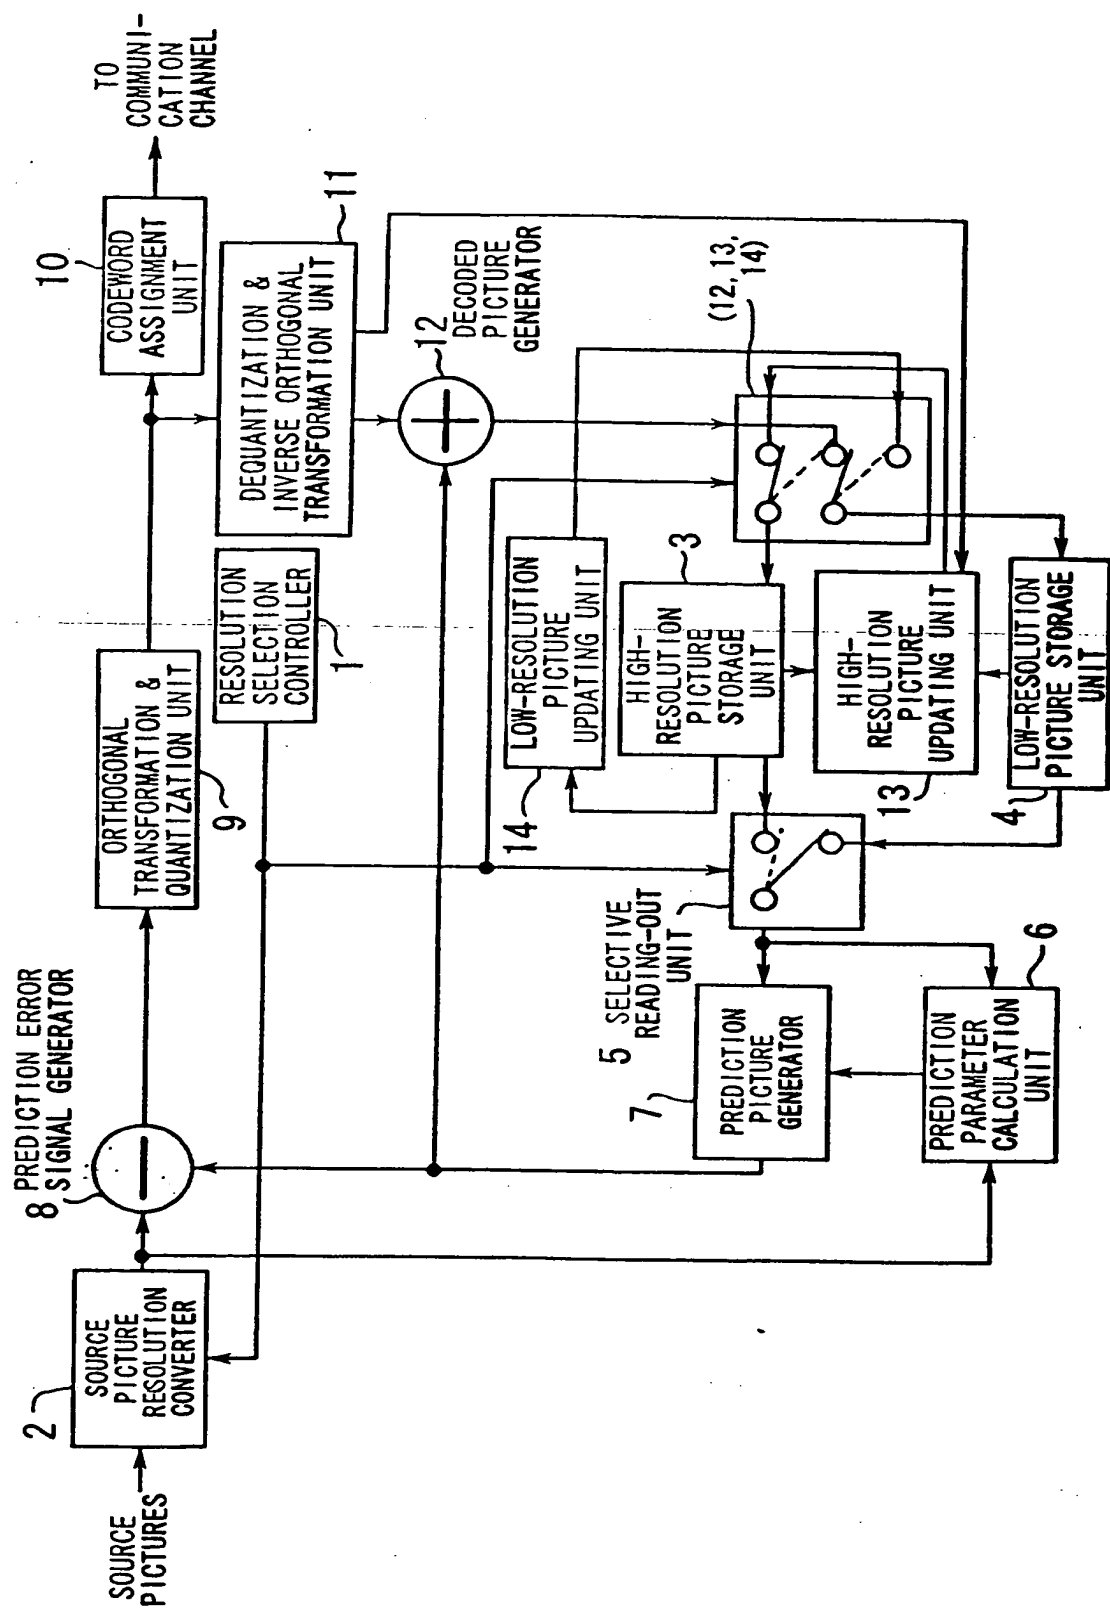 SOURCE
PICTURES
2
SOURCE
PICTURE
RESOLUTION
CONVERTER
8 PREDICTION ERROR
SIGNAL GENERATOR
ORTHOGONAL
TRANSFORMATION &
QUANTIZATION UNIT
9
10
CODEWORD
ASSIGNMENT
UNIT
TO
COMMUNI-
CATION
CHANNEL
RESOLUTION
SELECTION
CONTROLLER
1
DEQUANTIZATION &
INVERSE ORTHOGONAL
TRANSFORMATION UNIT
11
12 DECODED
PICTURE
GENERATOR
14
LOW-RESOLUTION
PICTURE
UPDATING UNIT
(12, 13,
14)
5 SELECTIVE
READING-OUT
UNIT
HIGH-
RESOLUTION
PICTURE
STORAGE
UNIT
3
7
PREDICTION
PICTURE
GENERATOR
13
HIGH-
RESOLUTION
PICTURE
UPDATING UNIT
PREDICTION
PARAMETER
CALCULATION
UNIT
6
4
LOW-RESOLUTION
PICTURE STORAGE
UNIT